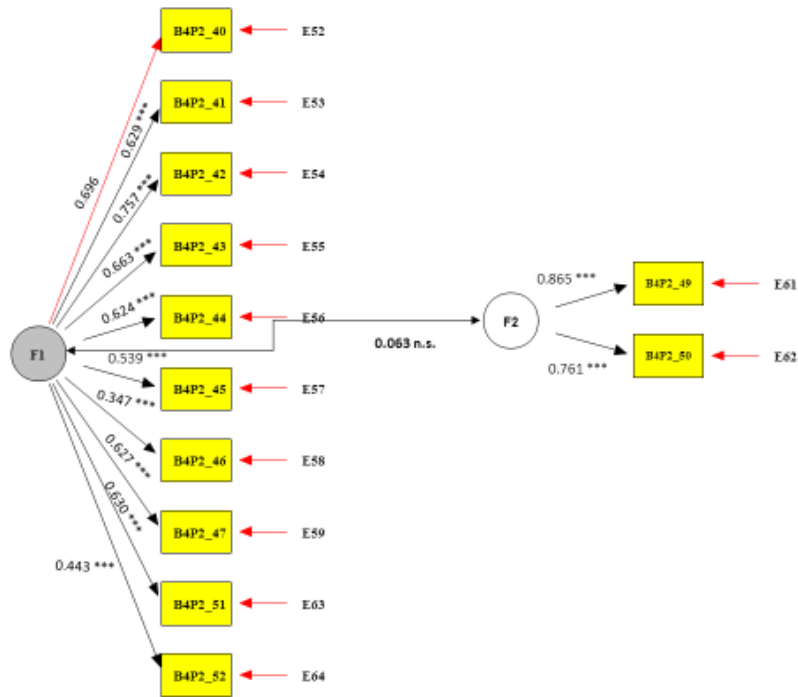 B4P2_40 E52
0.629 ***
B4P2_41 E53
0.696
0.757 ***
B4P2_42 E54
0.663 ***
B4P2_43 E55
0.865 ***
B4P2_49 E61
0.624 ***
B4P2_44 E56
F2
0.063 n.s.
F1
0.539 ***
B4P2_50 E62
0.761 ***
B4P2_45 E57
0.347 ***
0.627 ***
B4P2_46 E58
0.630 ***
B4P2_47 E59
0.443 ***
B4P2_51 E63
B4P2_52 E64